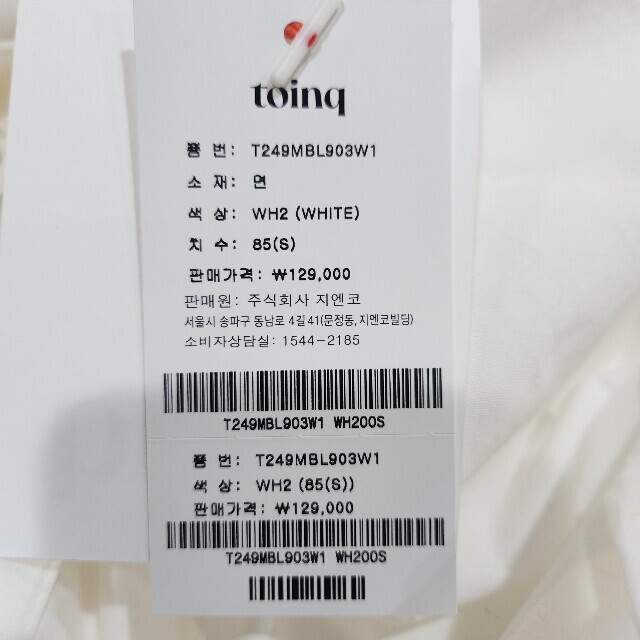 toinq
품 번: T249MBL903W1
소 재: 면
색 상: WH2 (WHITE)
치 수: 85(S)
판매가격: ₩129,000
판매원: 주식회사 지엔코
서울시 송파구 동남로 4길 41(문정동, 지엔코빌딩)
소비자상담실: 1544-2185
T249MBL903W1 WH200S
품 번: T249MBL903W1
색 상: WH2 (85(S))
판매가격: ₩129,000
T249MBL903W1 WH200S